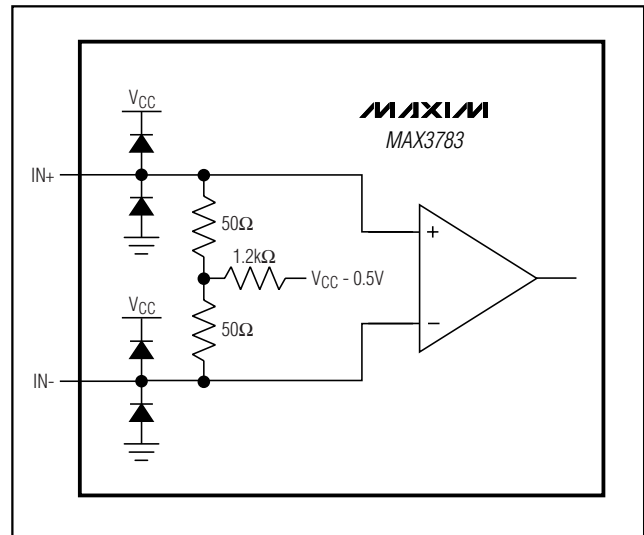 VCC
MAXIM
MAX3783
IN+
50Ω
1.2kΩ
VCC - 0.5V
+
VCC
50Ω
−
IN-